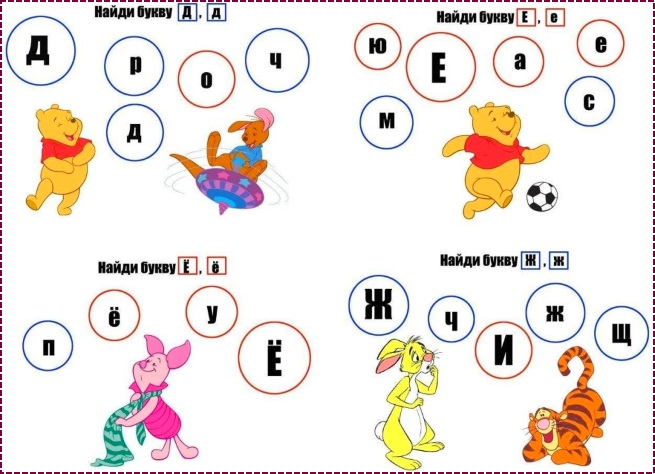 Найди букву Д , д
Д р о ч
д
Найди букву Е , е
ю Е а е
м с
Найди букву Ё , ё
п ё у Ё
Найди букву Ж , ж
Ж ч И ж щ